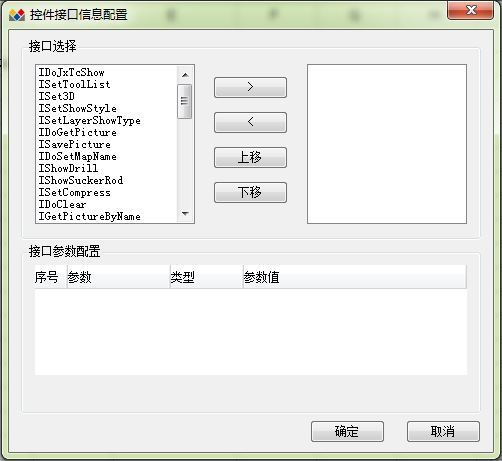 控件接口信息配置
接口选择
IDoJxTcShow
ISetToolList
ISet3D
ISetShowStyle
ISetLayerShowType
IDoGetPicture
ISavePicture
IDoSetMapName
IShowDrill
IShowSuckerRod
ISetCompress
IDoClear
IGetPictureByName
>
<
上移
下移
接口参数配置
序号 参数 类型 参数值
确定 取消